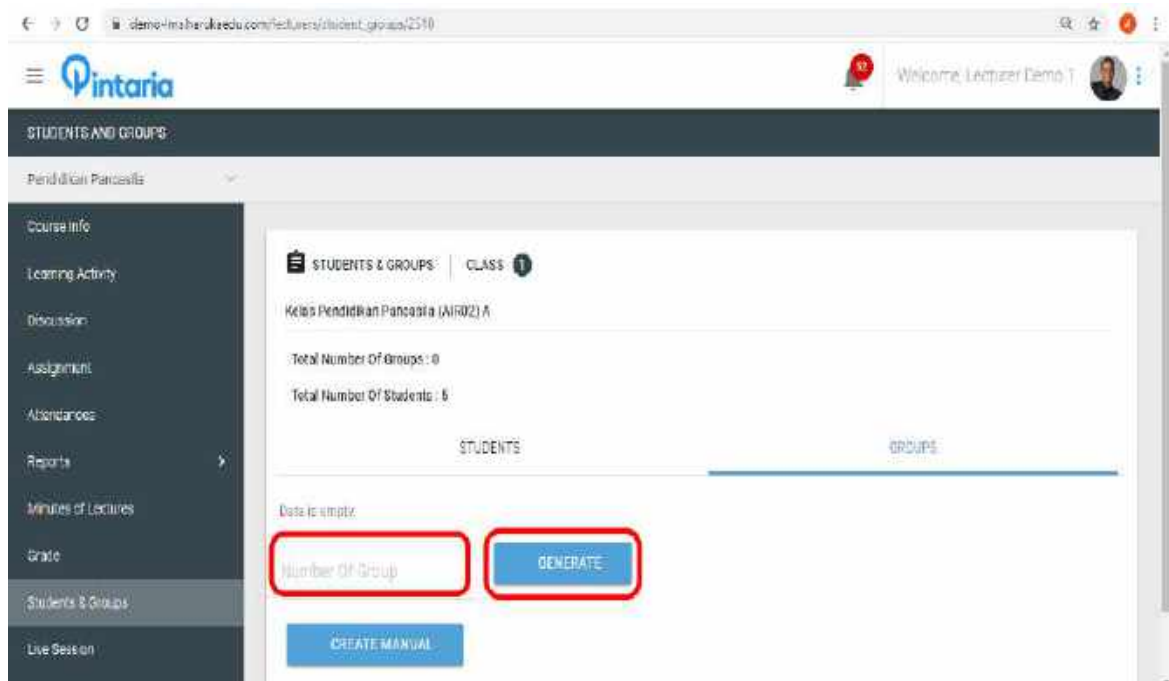 Pintaria
52
Welcome, Lecturer Demo 1
STUDENTS AND GROUPS
Pendidikan Pancasila
Course Info
Learning Activity
Discussion
Assignment
Attendances
Reports
Minutes of Lectures
Grade
Students & Groups
Live Session
STUDENTS & GROUPS | CLASS 1
Kelas Pendidikan Pancasila (AIR02) A
Total Number Of Groups : 0
Total Number Of Students : 5
STUDENTS
GROUPS
Data is empty.
Number Of Group
GENERATE
CREATE MANUAL